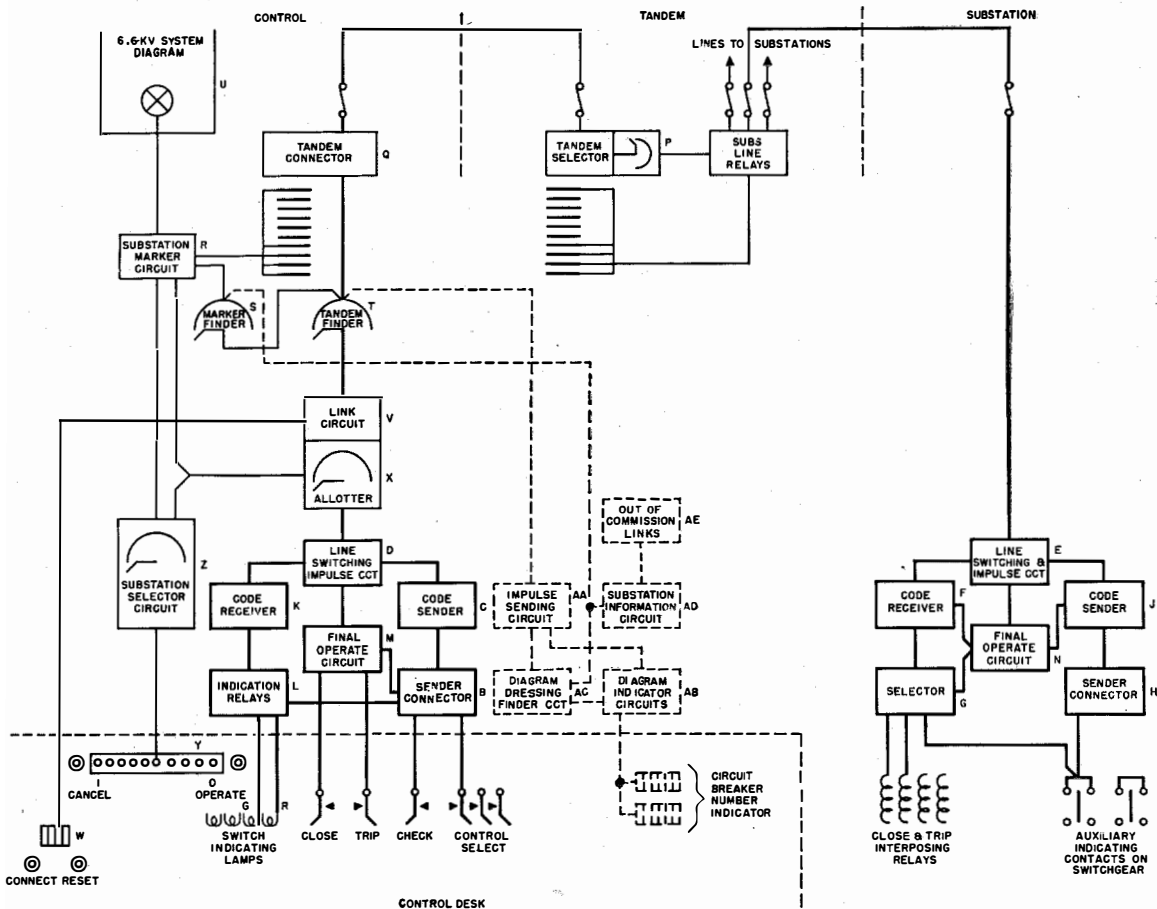 CONTROL
TANDEM
SUBSTATION
6.6-KV SYSTEM
DIAGRAM
U
LINES TO SUBSTATIONS
TANDEM
CONNECTOR
Q
TANDEM
SELECTOR
P
SUBS
LINE
RELAYS
SUBSTATION
MARKER
CIRCUIT
R
MARKER
FINDER
S
TANDEM
FINDER
T
LINK
CIRCUIT
V
ALLOTTER
X
SUBSTATION
SELECTOR
CIRCUIT
Z
LINE
SWITCHING
IMPULSE CCT
D
CODE
RECEIVER
K
CODE
SENDER
C
FINAL
OPERATE
CIRCUIT
M
INDICATION
RELAYS
L
SENDER
CONNECTOR
B
OUT OF
COMMISSION
LINKS
AE
IMPULSE
SENDING
CIRCUIT
AA
SUBSTATION
INFORMATION
CIRCUIT
AD
DIAGRAM
DRESSING
FINDER CCT
AC
DIAGRAM
INDICATOR
CIRCUITS
AB
LINE
SWITCHING &
IMPULSE CCT
E
CODE
RECEIVER
F
CODE
SENDER
J
FINAL
OPERATE
CIRCUIT
N
SELECTOR
G
SENDER
CONNECTOR
H
Y
1
0
CANCEL
OPERATE
G
R
SWITCH
INDICATING
LAMPS
CLOSE
TRIP
CHECK
CONTROL
SELECT
CIRCUIT
BREAKER
NUMBER
INDICATOR
W
CONNECT RESET
CLOSE & TRIP
INTERPOSING
RELAYS
AUXILIARY
INDICATING
CONTACTS ON
SWITCHGEAR
CONTROL DESK